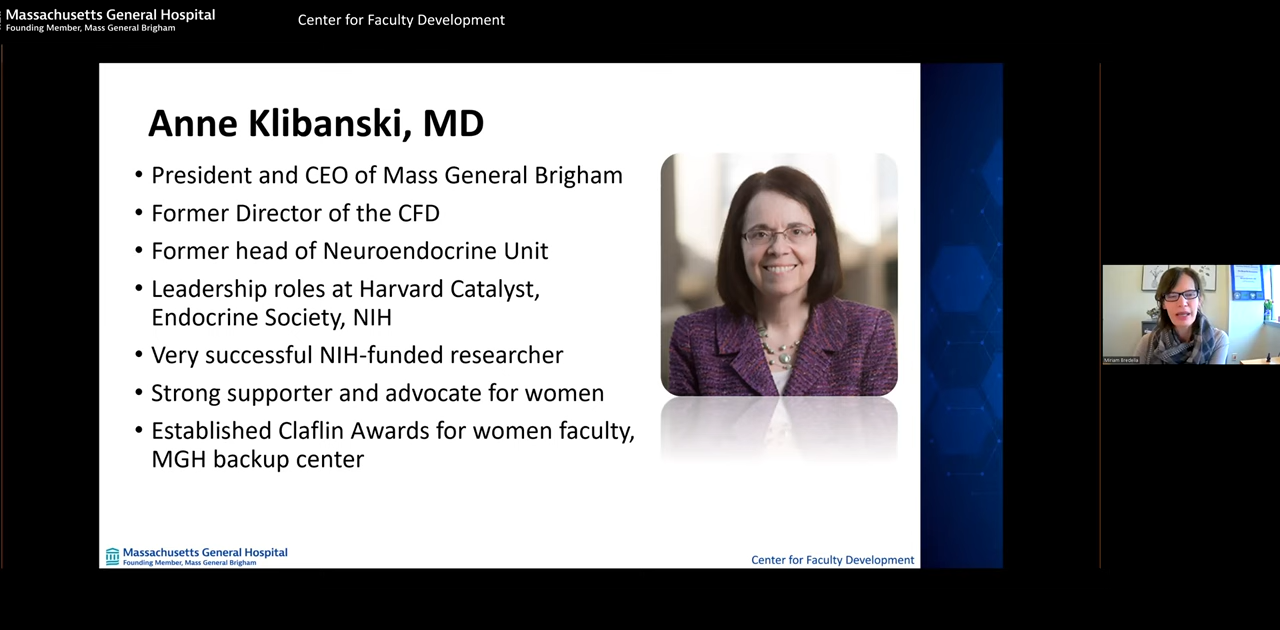 Massachusetts General Hospital
Founding Member, Mass General Brigham
Center for Faculty Development
Anne Klibanski, MD
• President and CEO of Mass General Brigham
• Former Director of the CFD
• Former head of Neuroendocrine Unit
• Leadership roles at Harvard Catalyst,
Endocrine Society, NIH
• Very successful NIH-funded researcher
• Strong supporter and advocate for women
• Established Claflin Awards for women faculty,
MGH backup center
Miriam Bredella
Massachusetts General Hospital
Founding Member, Mass General Brigham
Center for Faculty Development